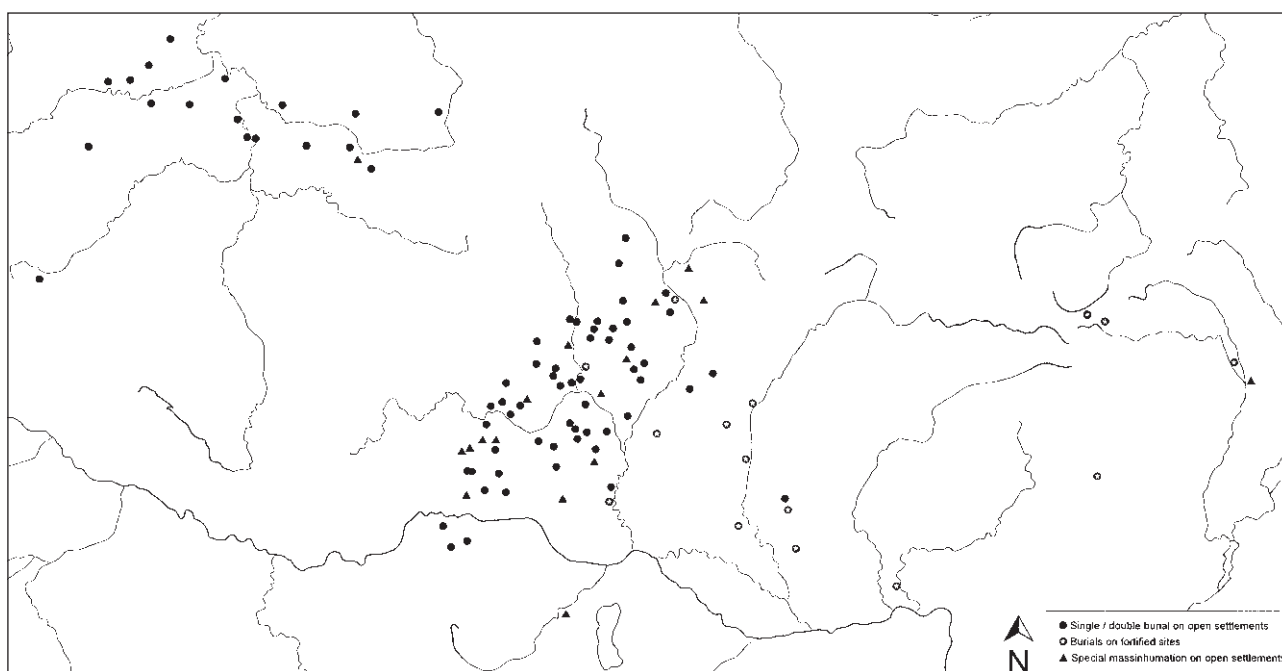 N
Single / double burial on open settlements
Burials on fortified sites
Special massinhumation on open settlements